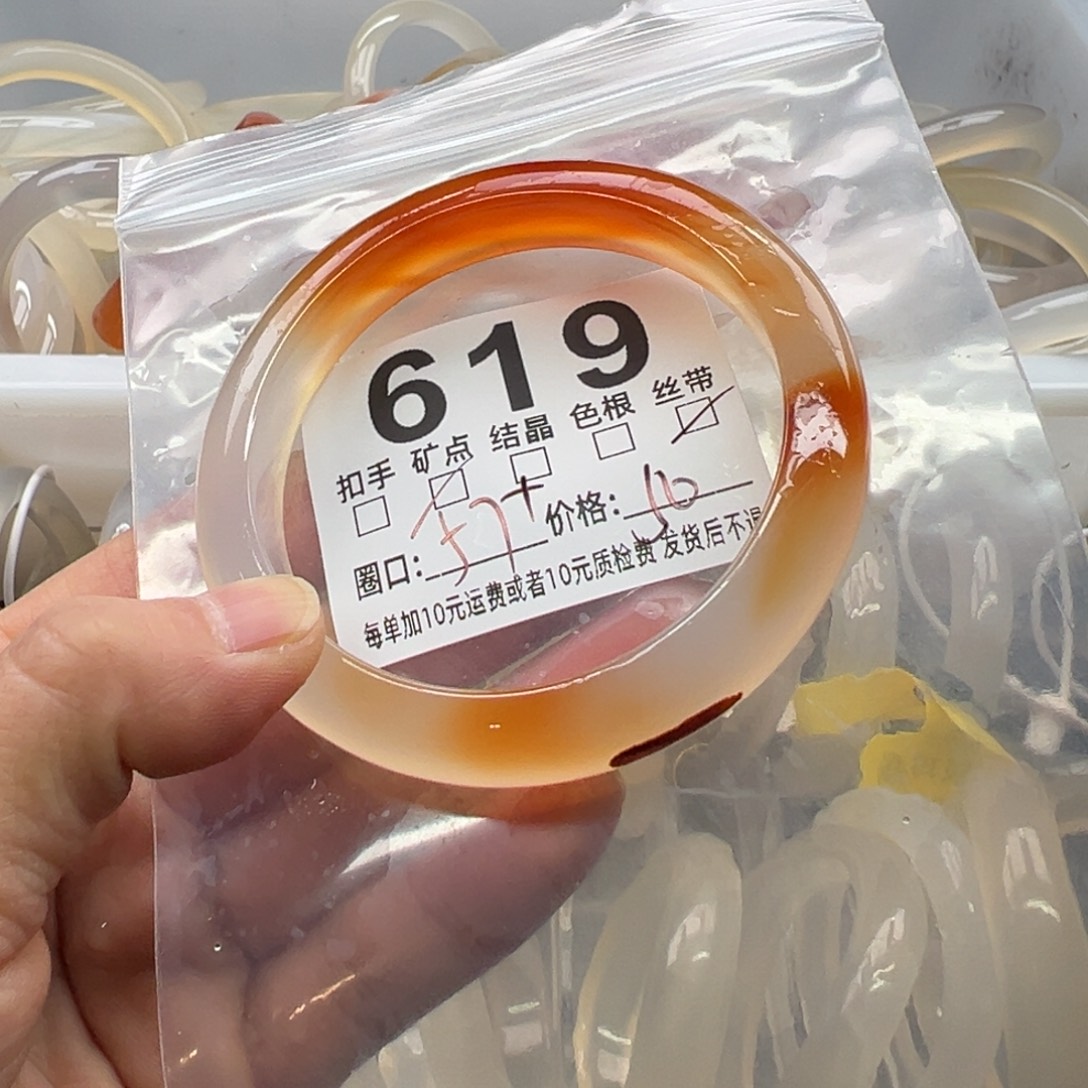 619
扣手 矿点 结晶 色根 丝带
圈口: 57+ 价格: 50
每单加10元运费或者10元质检费 发货后不退